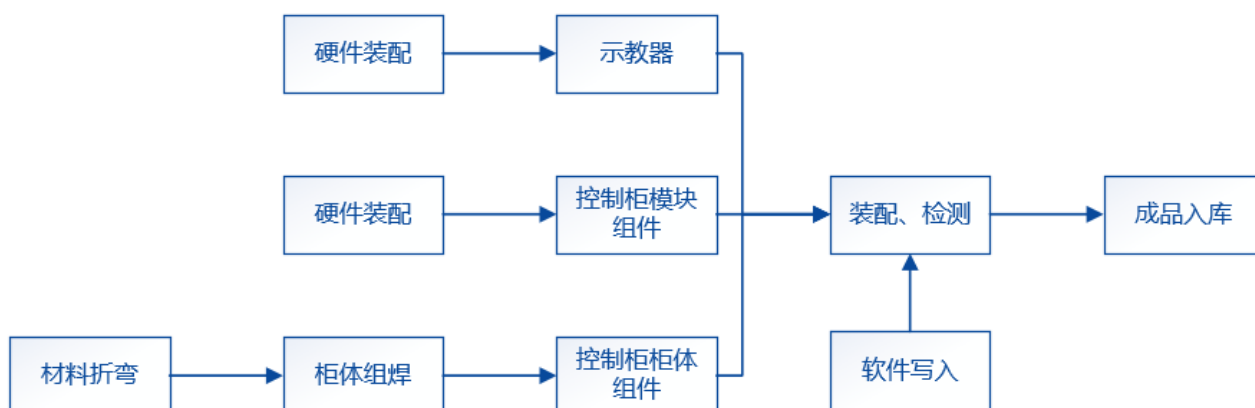 硬件装配
示教器
硬件装配
控制柜模块
组件
装配、检测
成品入库
材料折弯
柜体组焊
控制柜柜体
组件
软件写入